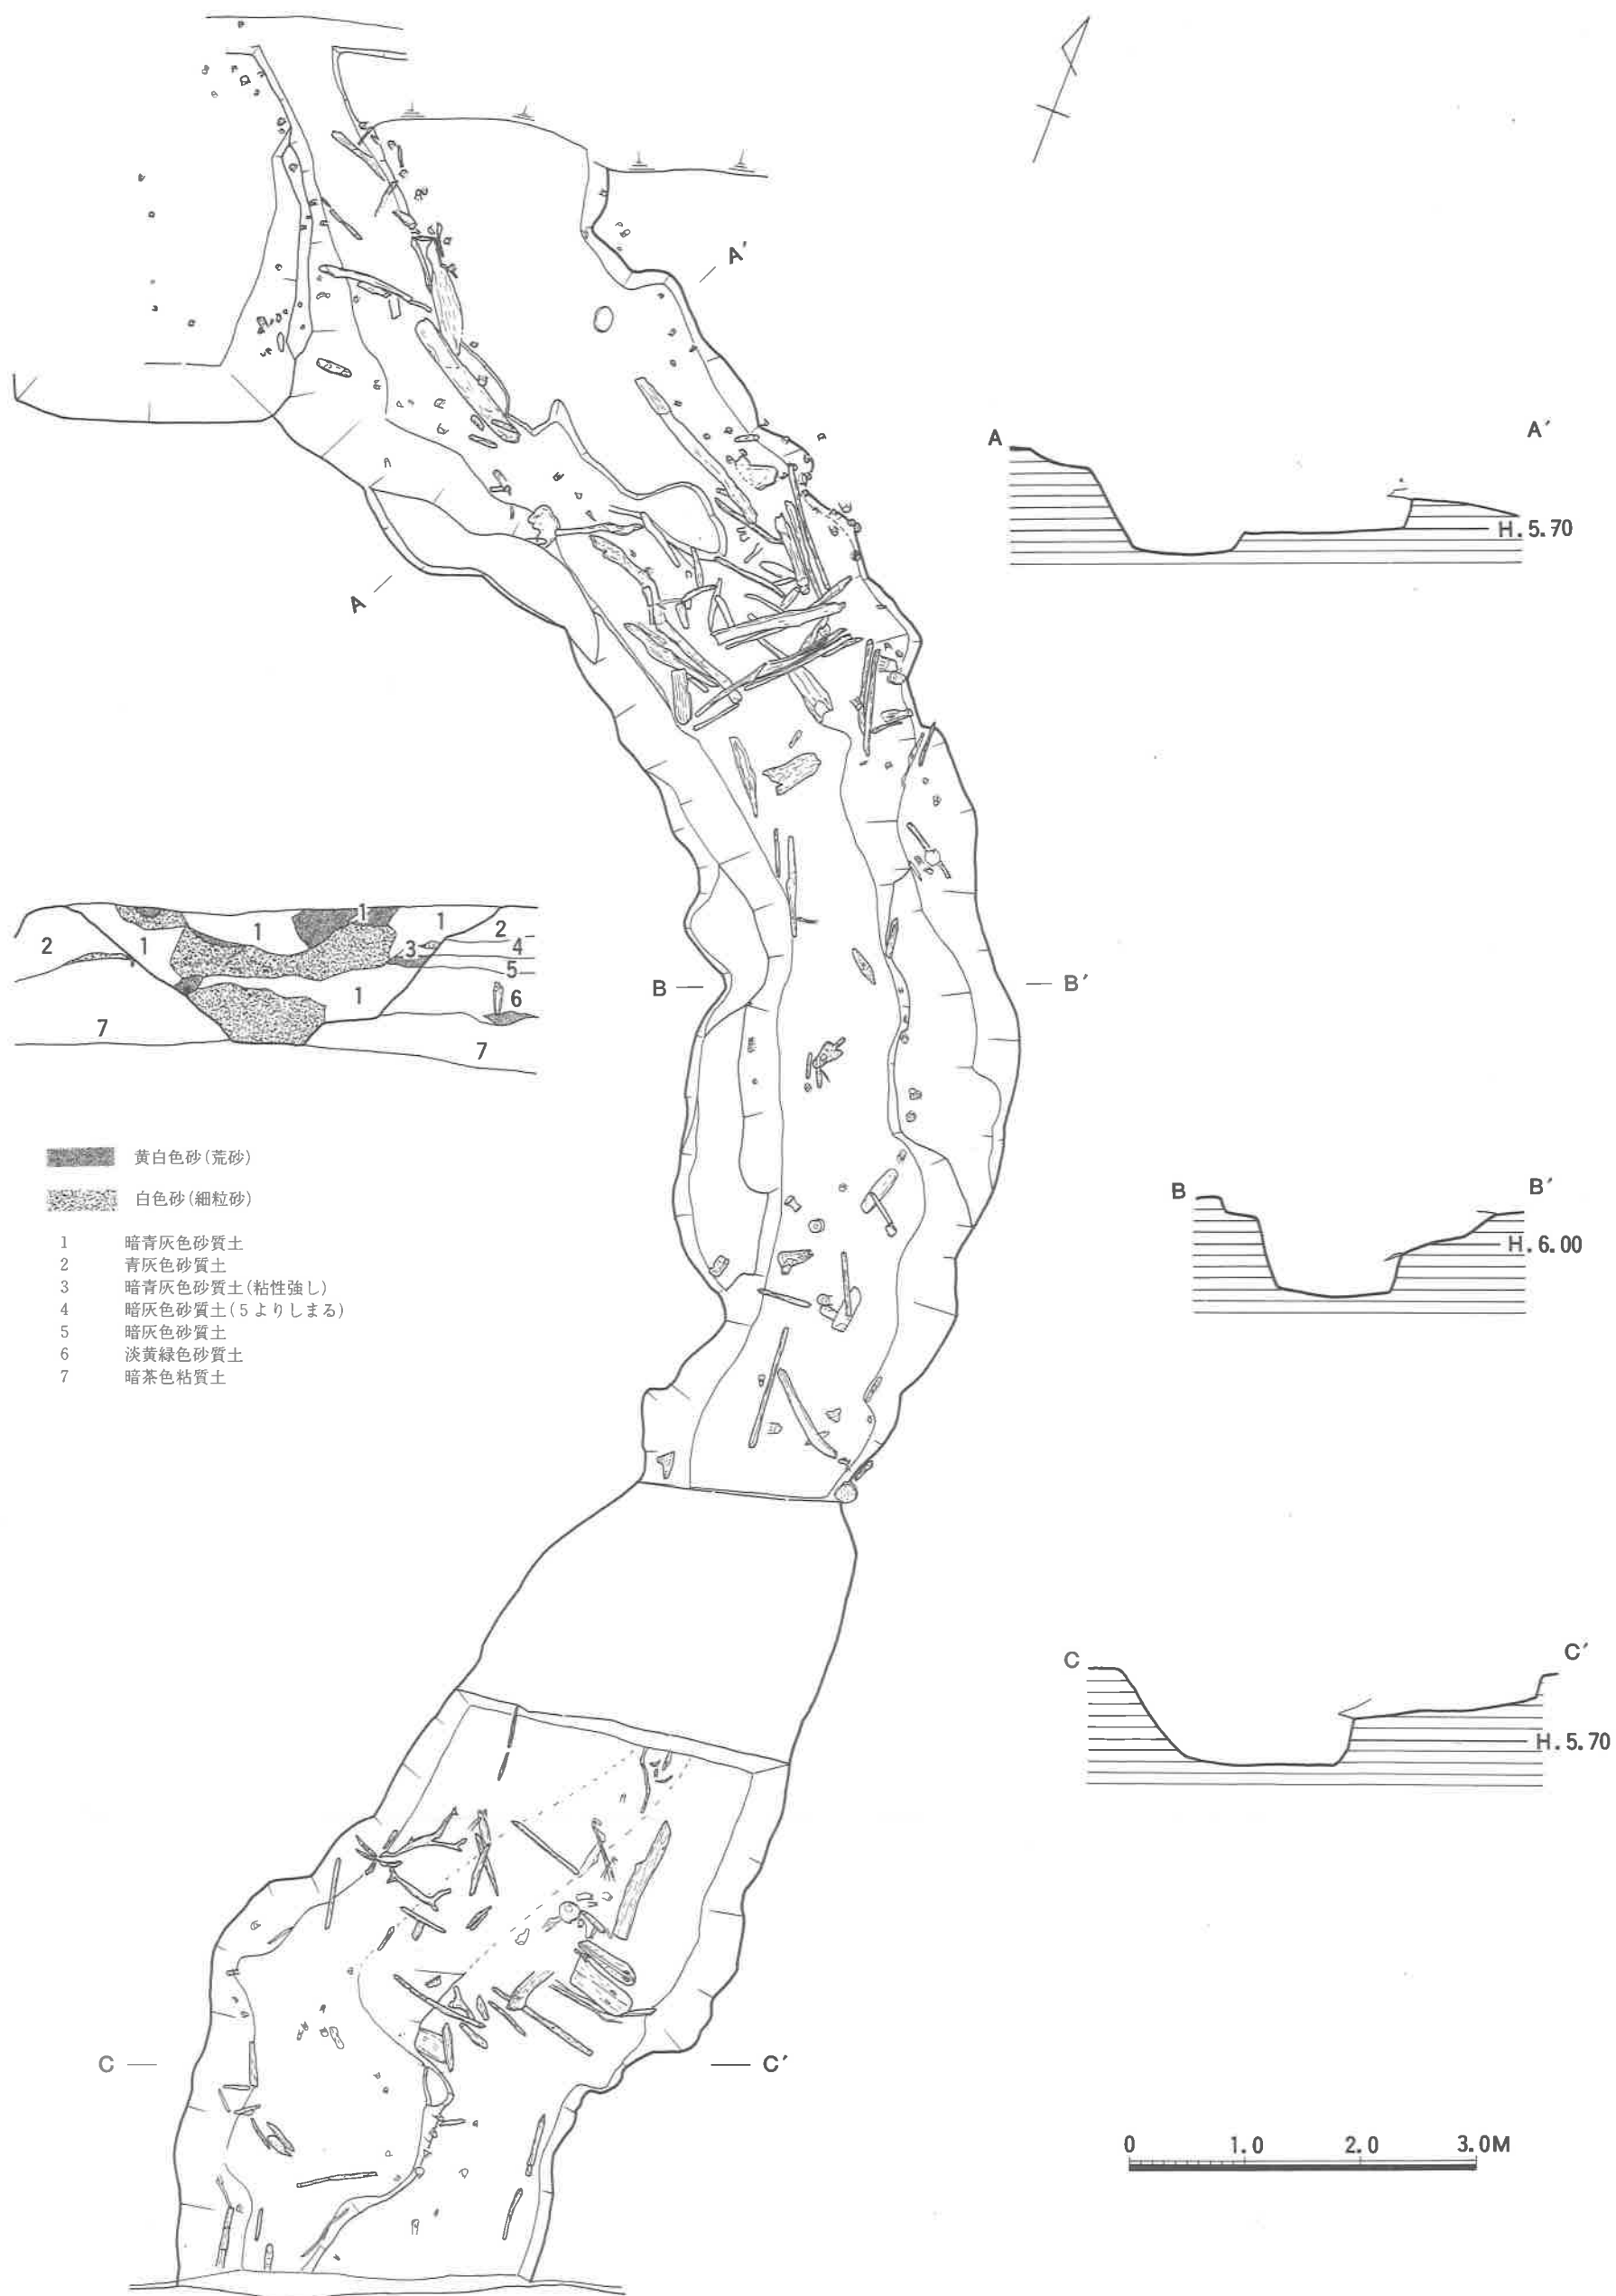 A'
A
A A'
H.5.70
1
2 1 1 1 2
3 4
5
1 6
7
7
B B'
黄白色砂(荒砂)
白色砂(細粒砂)
1 暗青灰色砂質土
2 青灰色砂質土
3 暗青灰色砂質土(粘性強し)
4 暗灰色砂質土(5よりしまる)
5 暗灰色砂質土
6 淡黄緑色砂質土
7 暗茶色粘質土
B B'
H.6.00
C C'
H.5.70
C C'
0 1.0 2.0 3.0M